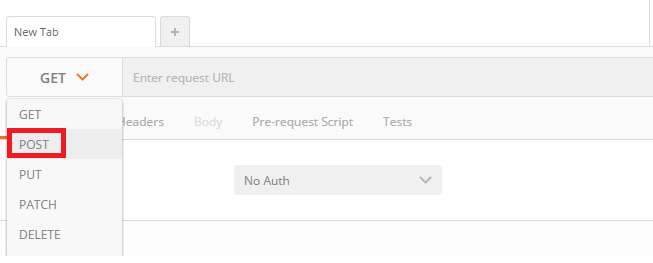 New Tab +
GET Enter request URL
GET
Headers Body Pre-request Script Tests
POST
PUT
No Auth
PATCH
DELETE